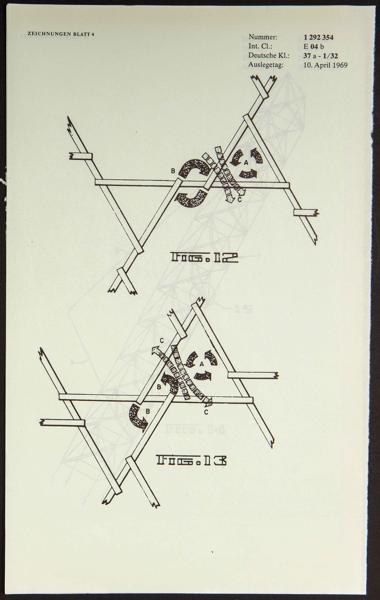 ZEICHNUNGEN BLATT 4
Nummer: 1 292 354
Int. Cl.: E 04 b
Deutsche Kl.: 37 a - 1/32
Auslegetag: 10. April 1969
A
B
C
FIG.12
C
A
B
B
C
FIG.13